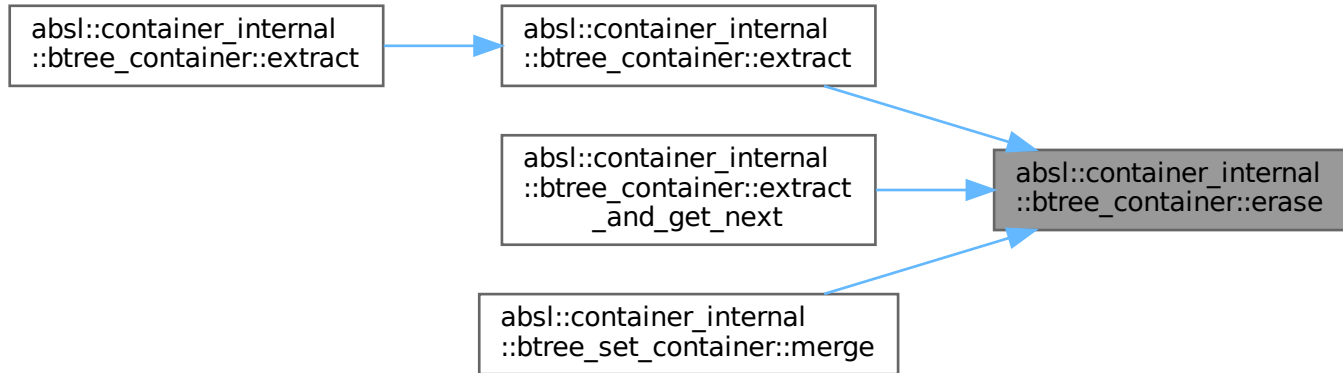 absl::container_internal
::btree_container::extract
absl::container_internal
::btree_container::extract
absl::container_internal
::btree_container::extract
_and_get_next
absl::container_internal
::btree_set_container::merge
absl::container_internal
::btree_container::erase